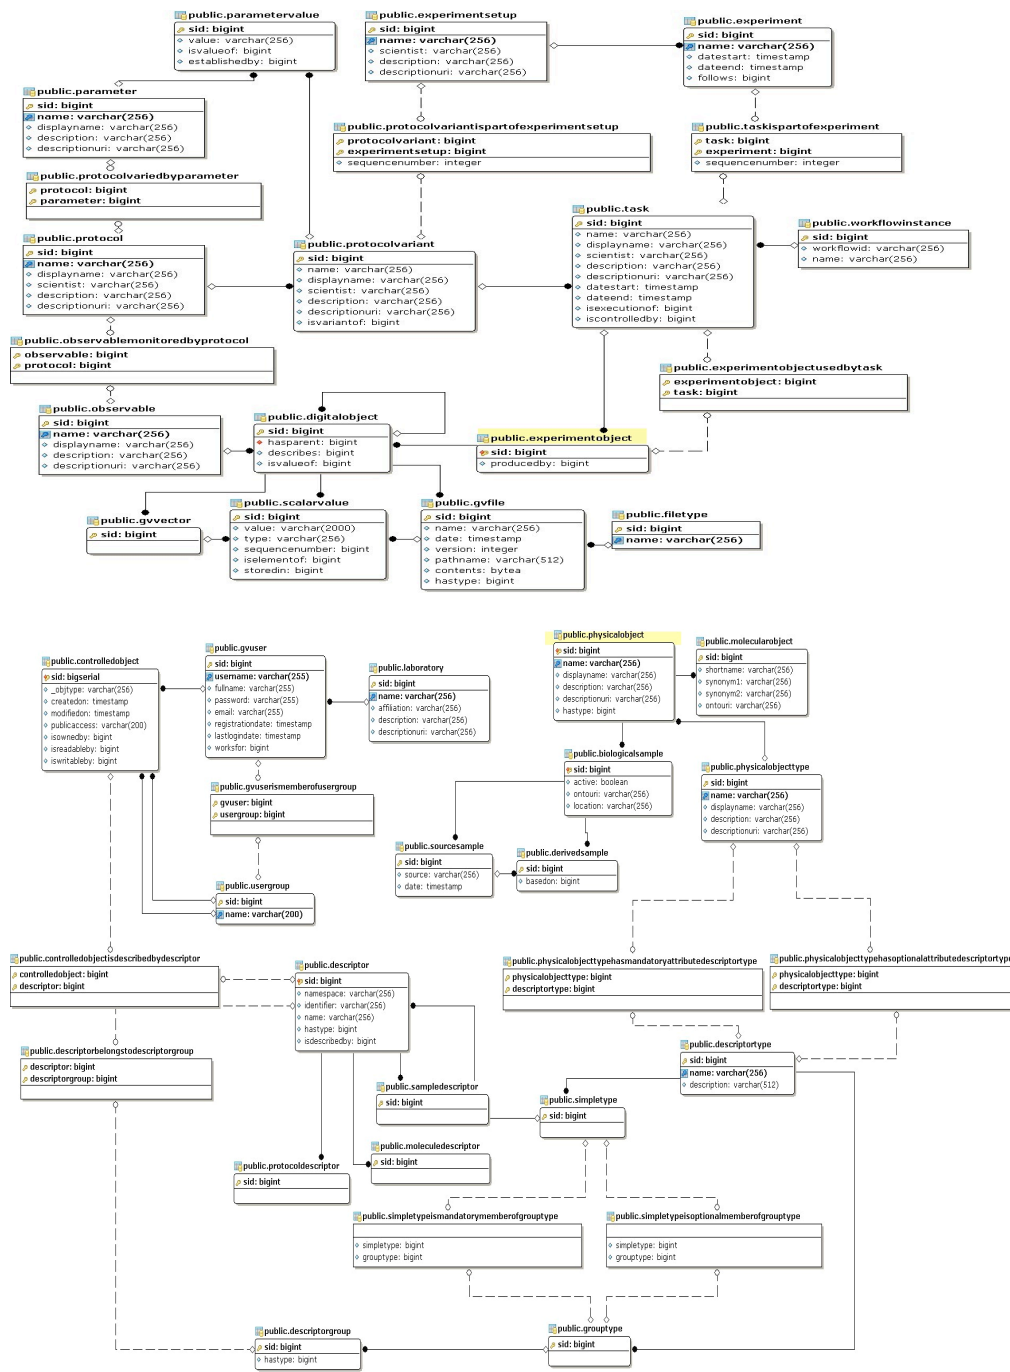 public.parametervalue
sid: bigint
value: varchar(256)
isvalueof: bigint
establishedby: bigint
public.experimentsetup
sid: bigint
name: varchar(256)
scientist: varchar(256)
description: varchar(256)
descriptionuri: varchar(256)
public.experiment
sid: bigint
name: varchar(256)
datestart: timestamp
dateend: timestamp
follows: bigint
public.parameter
sid: bigint
name: varchar(256)
displayname: varchar(256)
description: varchar(256)
descriptionuri: varchar(256)
public.protocolvariantispartofexperimentsetup
protocolvariant: bigint
experimentsetup: bigint
sequencenumber: integer
public.taskispartofexperiment
task: bigint
experiment: bigint
sequencenumber: integer
public.protocolvariedbyparameter
protocol: bigint
parameter: bigint
public.protocol
sid: bigint
name: varchar(256)
displayname: varchar(256)
scientist: varchar(256)
description: varchar(256)
descriptionuri: varchar(256)
public.protocolvariant
sid: bigint
name: varchar(256)
displayname: varchar(256)
scientist: varchar(256)
description: varchar(256)
descriptionuri: varchar(256)
isvariantof: bigint
public.task
sid: bigint
name: varchar(256)
displayname: varchar(256)
scientist: varchar(256)
description: varchar(256)
descriptionuri: varchar(256)
datestart: timestamp
dateend: timestamp
isexecutionof: bigint
iscontrolledby: bigint
public.workflowinstance
sid: bigint
workflowid: varchar(256)
name: varchar(256)
public.observablemonitoredbyprotocol
observable: bigint
protocol: bigint
public.experimentobjectusedbytask
experimentobject: bigint
task: bigint
public.observable
sid: bigint
name: varchar(256)
displayname: varchar(256)
description: varchar(256)
descriptionuri: varchar(256)
public.digitalobject
sid: bigint
hasparent: bigint
describes: bigint
isvalueof: bigint
public.experimentobject
sid: bigint
producedby: bigint
public.gvvector
sid: bigint
public.scalarvalue
sid: bigint
value: varchar(2000)
type: varchar(256)
sequencenumber: bigint
iselementof: bigint
storedin: bigint
public.gvfile
sid: bigint
name: varchar(256)
date: timestamp
version: integer
pathname: varchar(512)
contents: bytea
hastype: bigint
public.filetype
sid: bigint
name: varchar(256)
public.controlledobject
sid: bigserial
_objtype: varchar(256)
createdon: timestamp
modifiedon: timestamp
publicaccess: varchar(200)
isownedby: bigint
isreadableby: bigint
iswritableby: bigint
public.gvuser
sid: bigint
username: varchar(255)
fullname: varchar(255)
password: varchar(255)
email: varchar(255)
registrationdate: timestamp
lastlogindate: timestamp
worksfor: bigint
public.laboratory
sid: bigint
name: varchar(256)
affiliation: varchar(256)
description: varchar(256)
descriptionuri: varchar(256)
public.physicalobject
sid: bigint
name: varchar(256)
displayname: varchar(256)
description: varchar(256)
descriptionuri: varchar(256)
hastype: bigint
public.molecularobject
sid: bigint
shortname: varchar(256)
synonym1: varchar(256)
synonym2: varchar(256)
ontouri: varchar(256)
public.gvuserismemberofusergroup
gvuser: bigint
usergroup: bigint
public.biologicalsample
sid: bigint
active: boolean
ontouri: varchar(256)
location: varchar(256)
public.physicalobjecttype
sid: bigint
name: varchar(256)
displayname: varchar(256)
description: varchar(256)
descriptionuri: varchar(256)
public.sourcesample
sid: bigint
source: varchar(256)
date: timestamp
public.derivedsample
sid: bigint
basedon: bigint
public.usergroup
sid: bigint
name: varchar(200)
public.controlledobjectisdescribedbydescriptor
controlledobject: bigint
descriptor: bigint
public.descriptor
sid: bigint
namespace: varchar(256)
identifier: varchar(256)
name: varchar(256)
hastype: bigint
isdescribedby: bigint
public.physicalobjecttypehasmandatoryattributedescriptortype
physicalobjecttype: bigint
descriptortype: bigint
public.physicalobjecttypehasoptionalattributedescriptortype
physicalobjecttype: bigint
descriptortype: bigint
public.descriptorbelongstodescriptorgroup
descriptor: bigint
descriptorgroup: bigint
public.descriptortype
sid: bigint
name: varchar(256)
description: varchar(512)
public.sampledescriptor
sid: bigint
public.simpletype
sid: bigint
public.moleculedescriptor
sid: bigint
public.protocoldescriptor
sid: bigint
public.simpletypeismandatorymemberofgrouptype
simpletype: bigint
grouptype: bigint
public.simpletypeisoptionalmemberofgrouptype
simpletype: bigint
grouptype: bigint
public.descriptorgroup
sid: bigint
hastype: bigint
public.grouptype
sid: bigint